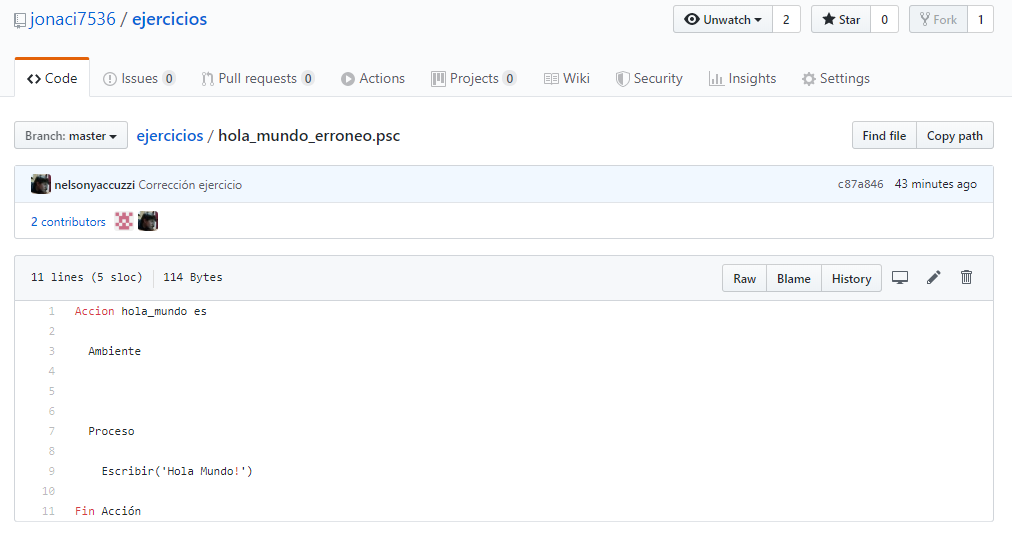 jonaci7536 / ejercicios
Unwatch 2 Star 0 Fork 1
Code Issues 0 Pull requests 0 Actions Projects 0 Wiki Security Insights Settings
Branch: master ejercicios / hola_mundo_erroneo.psc Find file Copy path
nelsonyaccuzzi Corrección ejercicio c87a846 43 minutes ago
2 contributors
11 lines (5 sloc) 114 Bytes Raw Blame History
1 Accion hola_mundo es
2
3 Ambiente
4
5
6
7 Proceso
8
9 Escribir('Hola Mundo!')
10
11 Fin Acción